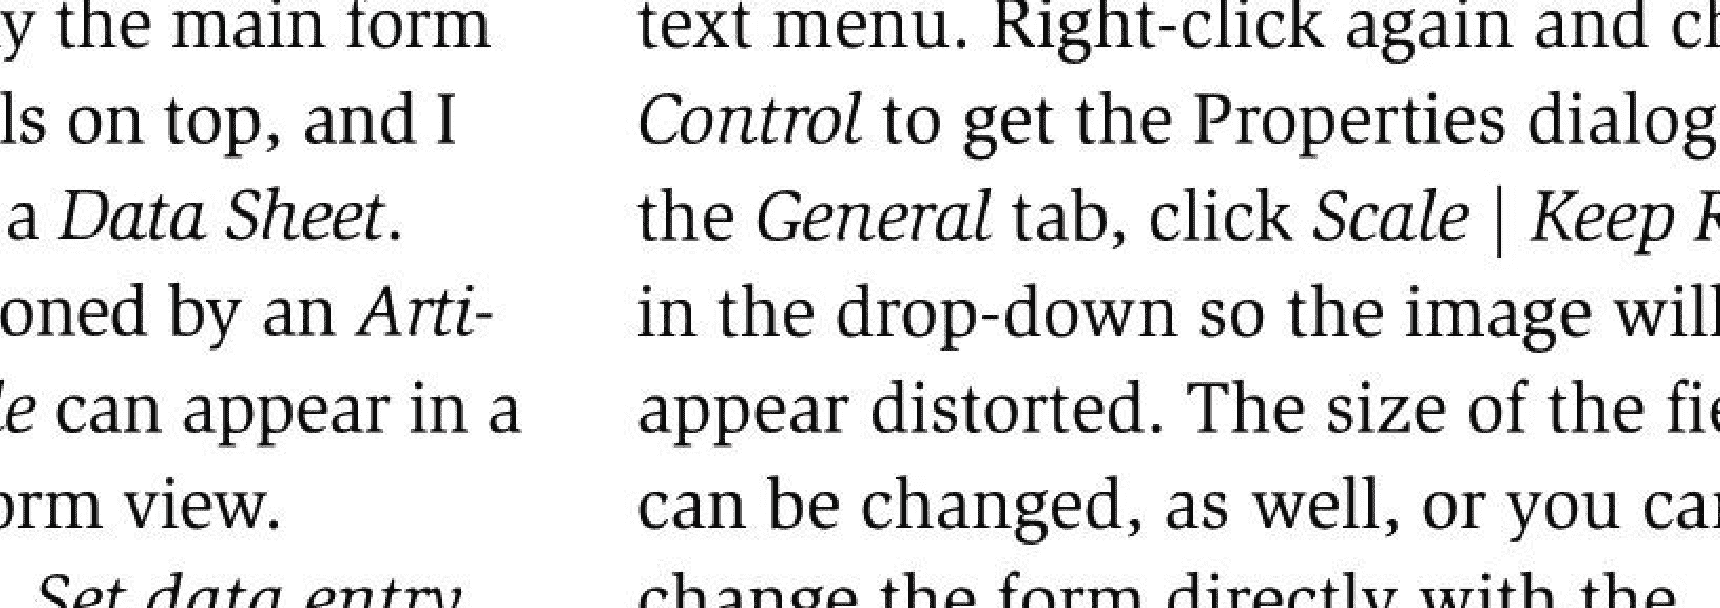 y the main form
ls on top, and I
a Data Sheet.
oned by an Arti-
le can appear in a
orm view.
Set data entry
text menu. Right-click again and ch
Control to get the Properties dialog
the General tab, click Scale | Keep R
in the drop-down so the image will
appear distorted. The size of the fie
can be changed, as well, or you can
change the form directly with the